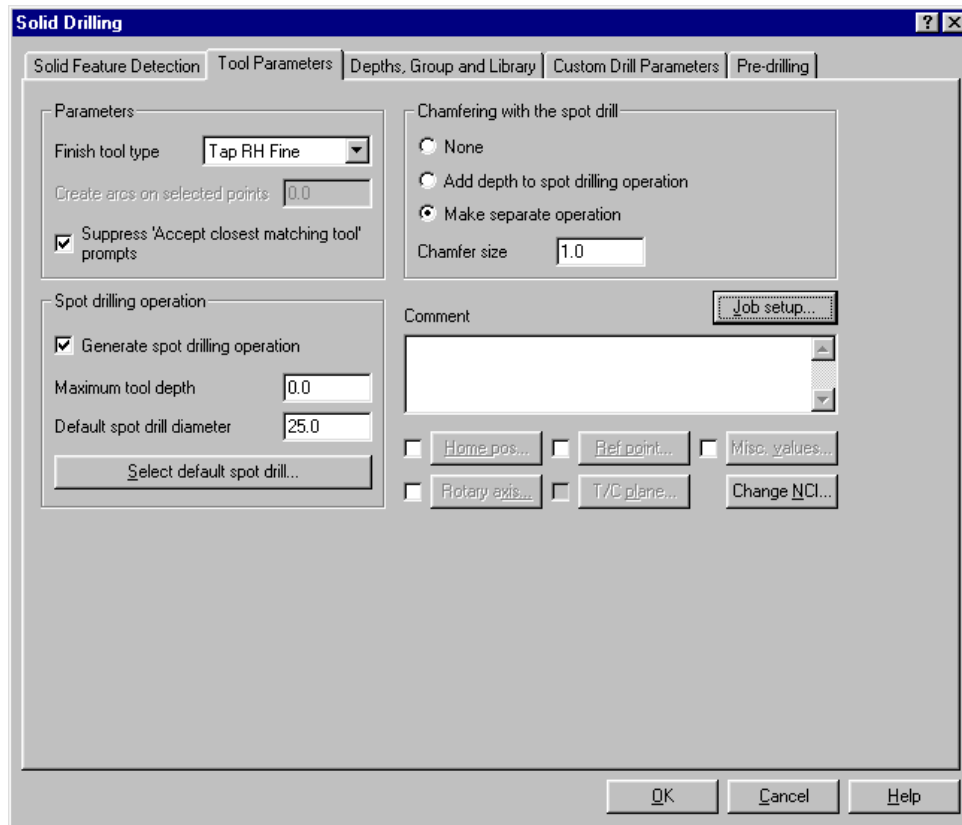 Solid Drilling
Solid Feature Detection
Tool Parameters
Depths, Group and Library
Custom Drill Parameters
Pre-drilling
Parameters
Finish tool type
Tap RH Fine
Create arcs on selected points
0.0
Suppress 'Accept closest matching tool'
prompts
Spot drilling operation
Generate spot drilling operation
Maximum tool depth
0.0
Default spot drill diameter
25.0
Select default spot drill...
Chamfering with the spot drill
None
Add depth to spot drilling operation
Make separate operation
Chamfer size
1.0
Job setup...
Comment
Home pos...
Ref point...
Misc. values...
Rotary axis...
T/C plane...
Change NCI...
OK
Cancel
Help